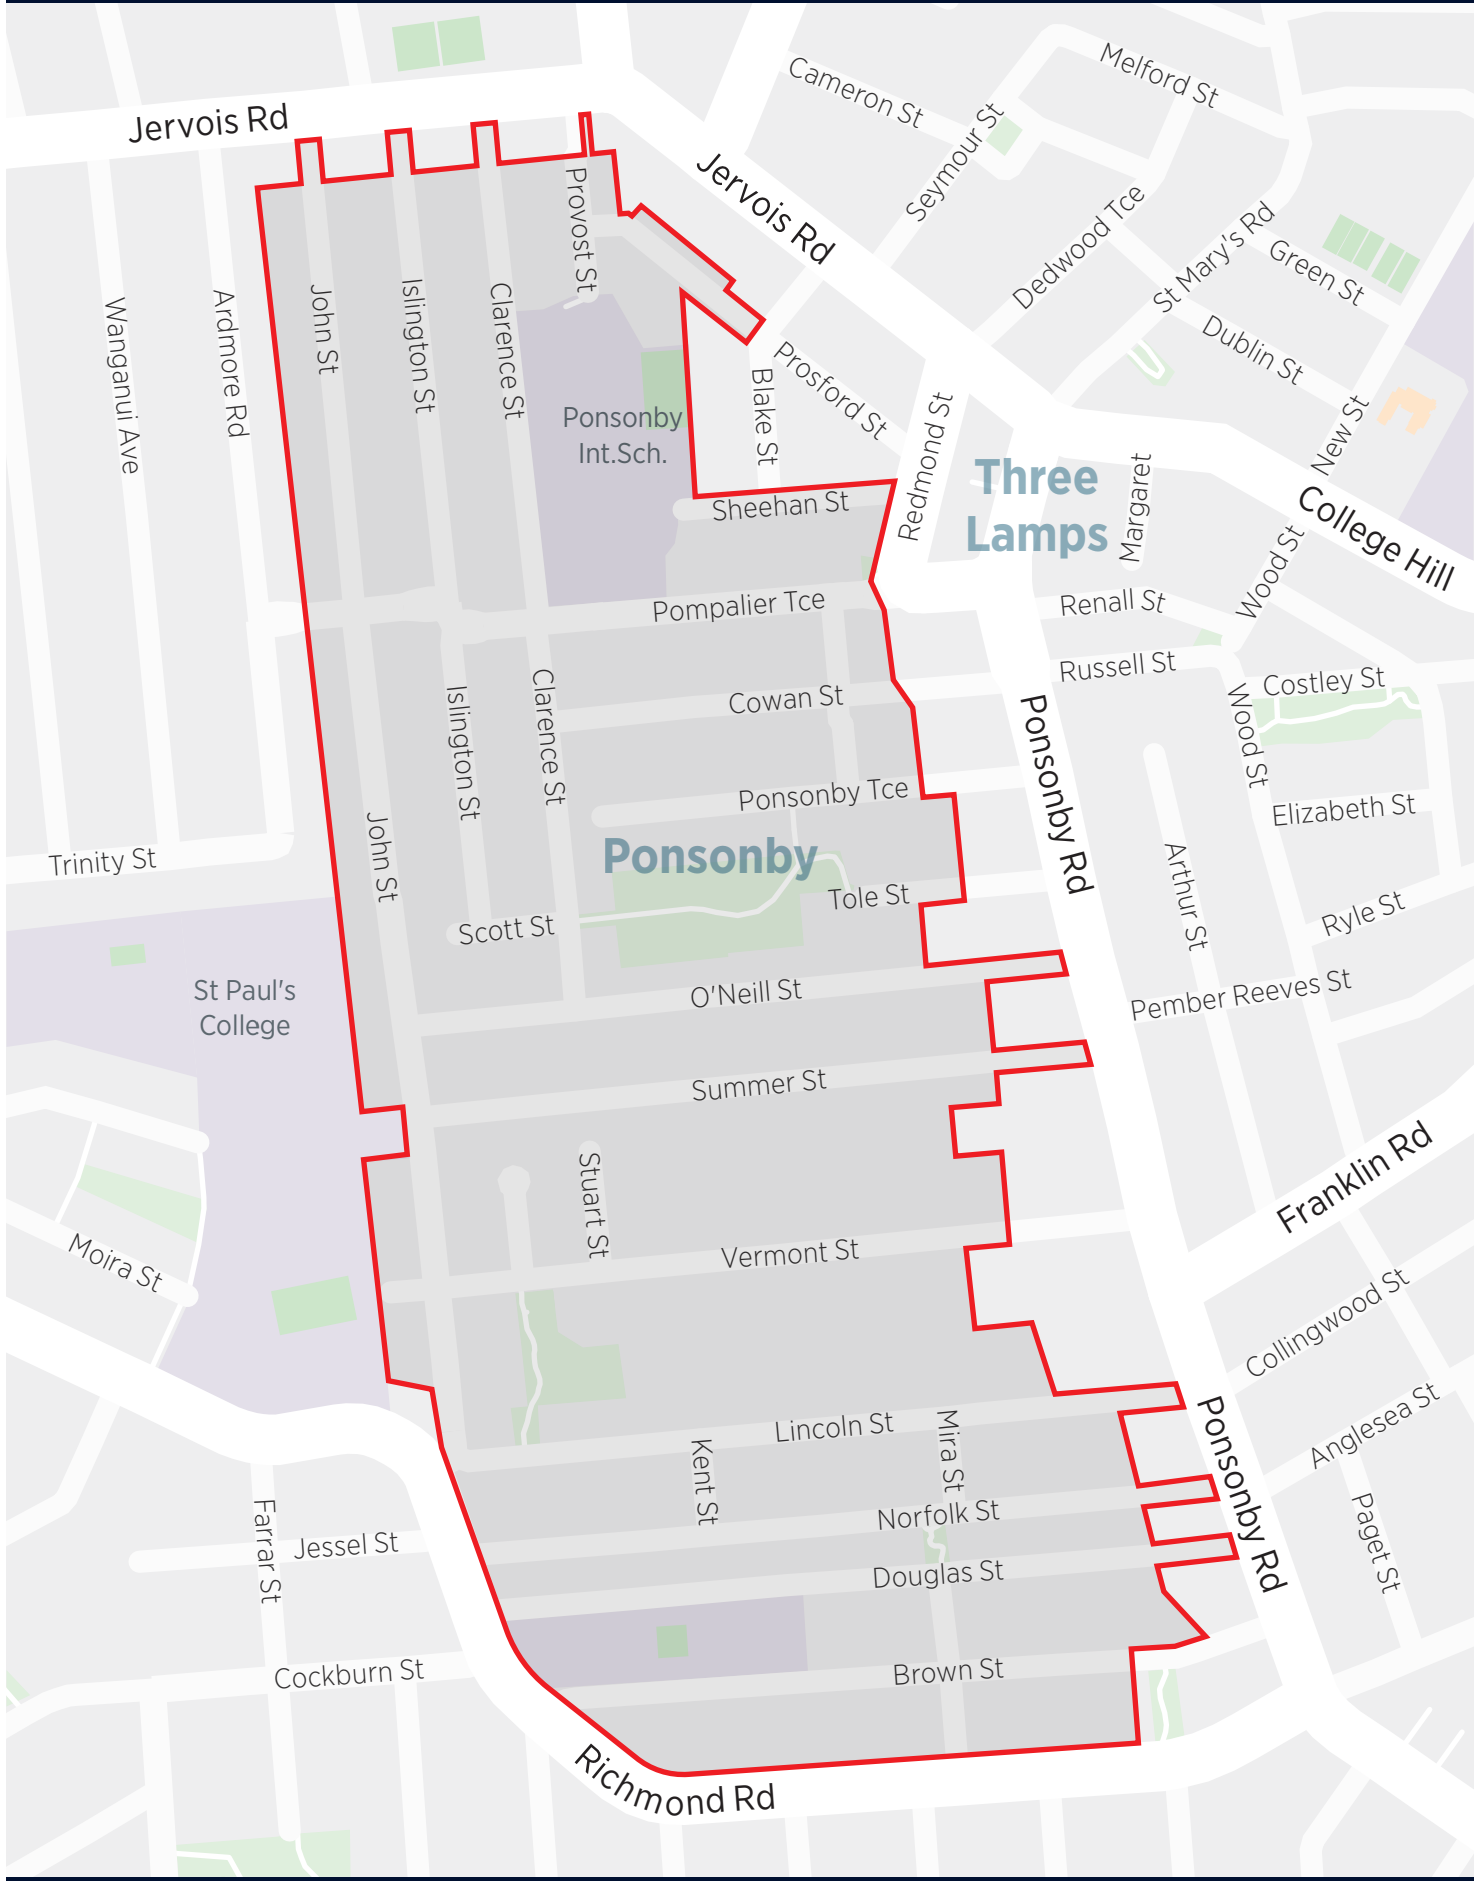 Jervois Rd
Cameron St
Melford St
Seymour St
Jervois Rd
Provost St
Dedwood Tce
St Mary's Rd
Green St
Wanganui Ave
Ardmore Rd
John St
Islington St
Clarence St
Dublin St
Prosford St
Blake St
Ponsonby
Int.Sch.
Redmond St
New St
Three
Lamps
Margaret
College Hill
Sheehan St
Wood St
Pompalier Tce
Renall St
Russell St
Costley St
Cowan St
Islington St
Clarence St
Wood St
Ponsonby Rd
Ponsonby Tce
Elizabeth St
John St
Trinity St
Ponsonby
Arthur St
Tole St
Ryle St
Scott St
St Paul's
College
O'Neill St
Pember Reeves St
Summer St
Franklin Rd
Stuart St
Moira St
Vermont St
Collingwood St
Anglesea St
Ponsonby Rd
Lincoln St
Mira St
Kent St
Norfolk St
Paget St
Farrar St
Jessel St
Douglas St
Cockburn St
Brown St
Richmond Rd